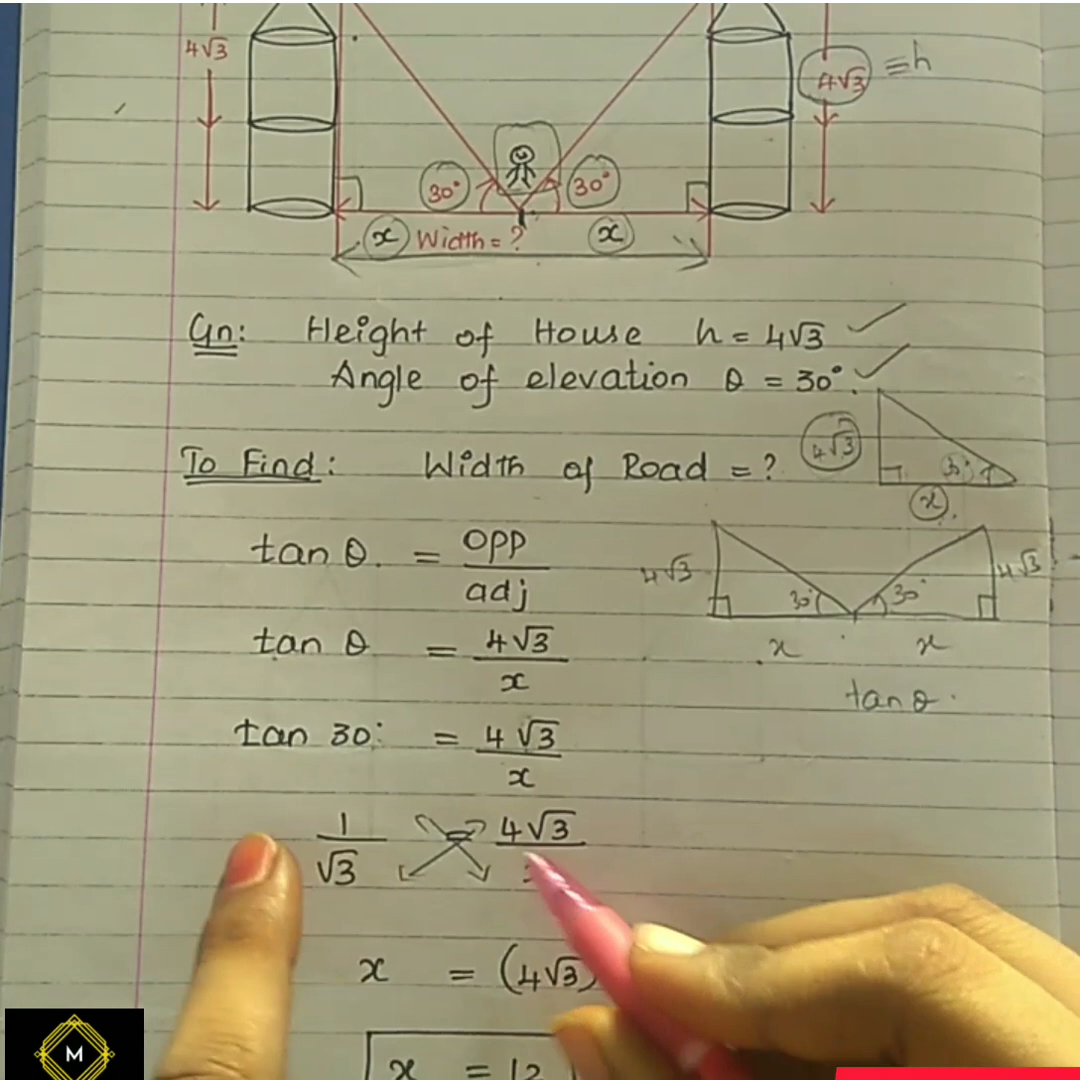 4√3
4√3 = h
30° 30°
x Width = ? x
Gn: Height of House h = 4√3
Angle of elevation θ = 30°.
4√3
30°
To Find: Width of Road = ?
x
tan θ. = opp/adj
4√3 30° 30° 4√3
x x
tan θ = 4√3/x
tan θ.
tan 30° = 4√3/x
1/√3 = 4√3/
x = (4√3)
x = 12
M